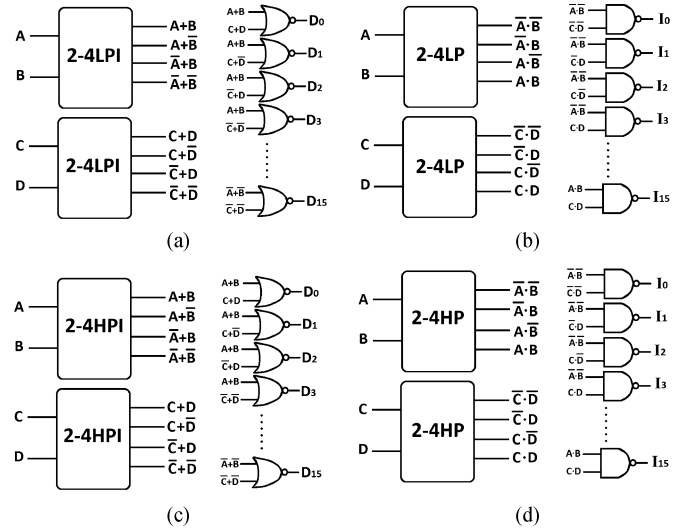 A
B
2-4LPI
A+B
A+B̅
A̅+B
A̅+B̅
C
D
2-4LPI
C+D
C+D̅
C̅+D
C̅+D̅
A+B
C+D
D0
A+B
C+D̅
D1
A+B
C̅+D
D2
A+B
C̅+D̅
D3
A̅+B̅
C̅+D̅
D15
(a)
A
B
2-4LP
A̅·B̅
A̅·B
A·B̅
A·B
C
D
2-4LP
C̅·D̅
C̅·D
C·D̅
C·D
A̅·B̅
C̅·D̅
I0
A̅·B̅
C̅·D
I1
A̅·B̅
C·D̅
I2
A̅·B̅
C·D
I3
A·B
C·D
I15
(b)
A
B
2-4HPI
A+B
A+B̅
A̅+B
A̅+B̅
C
D
2-4HPI
C+D
C+D̅
C̅+D
C̅+D̅
A+B
C+D
D0
A+B
C+D̅
D1
A+B
C̅+D
D2
A+B
C̅+D̅
D3
A̅+B̅
C̅+D̅
D15
(c)
A
B
2-4HP
A̅·B̅
A̅·B
A·B̅
A·B
C
D
2-4HP
C̅·D̅
C̅·D
C·D̅
C·D
A̅·B̅
C̅·D̅
I0
A̅·B̅
C̅·D
I1
A̅·B̅
C·D̅
I2
A̅·B̅
C·D
I3
A·B
C·D
I15
(d)